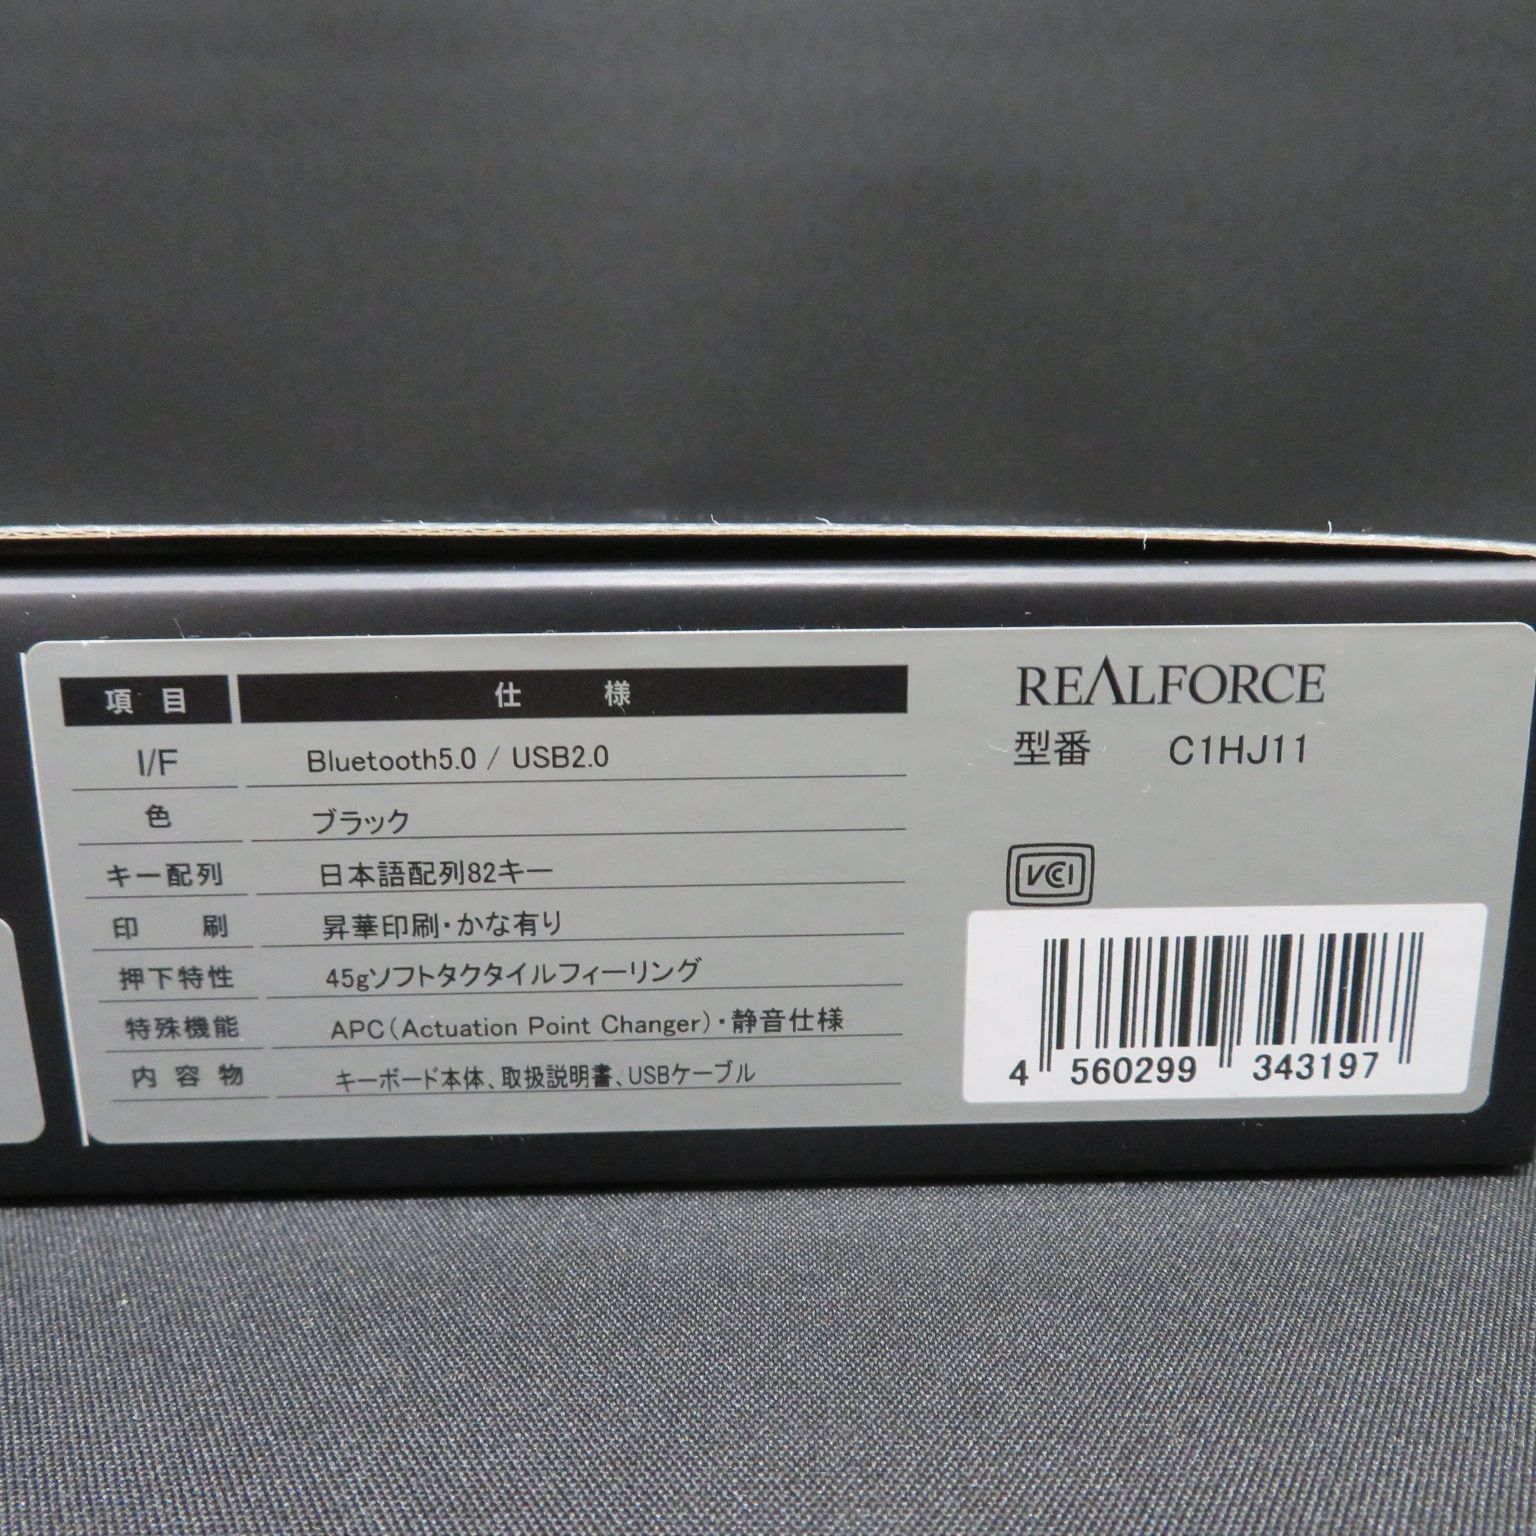 項目 仕様
I/F Bluetooth5.0 / USB2.0
色 ブラック
キー配列 日本語配列82キー
印刷 昇華印刷・かな有り
押下特性 45gソフトタクタイルフィーリング
特殊機能 APC(Actuation Point Changer)・静音仕様
内容物 キーボード本体、取扱説明書、USBケーブル
REALFORCE
型番 C1HJ11
VCCI
4 560299 343197